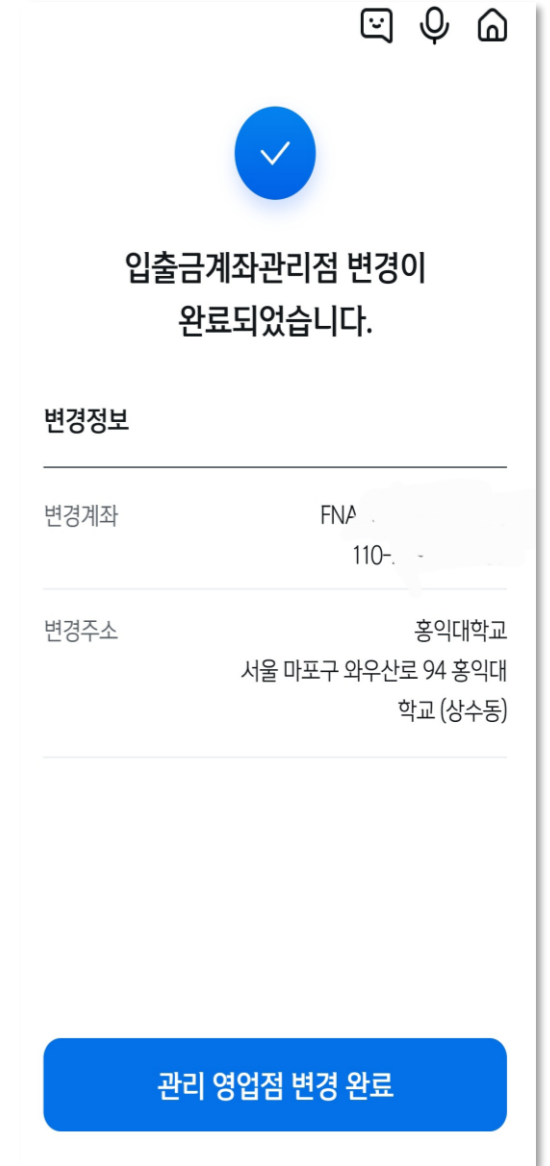 입출금계좌관리점 변경이
완료되었습니다.
변경정보
변경계좌 FNA
110-
변경주소 홍익대학교
서울 마포구 와우산로 94 홍익대
학교 (상수동)
관리 영업점 변경 완료